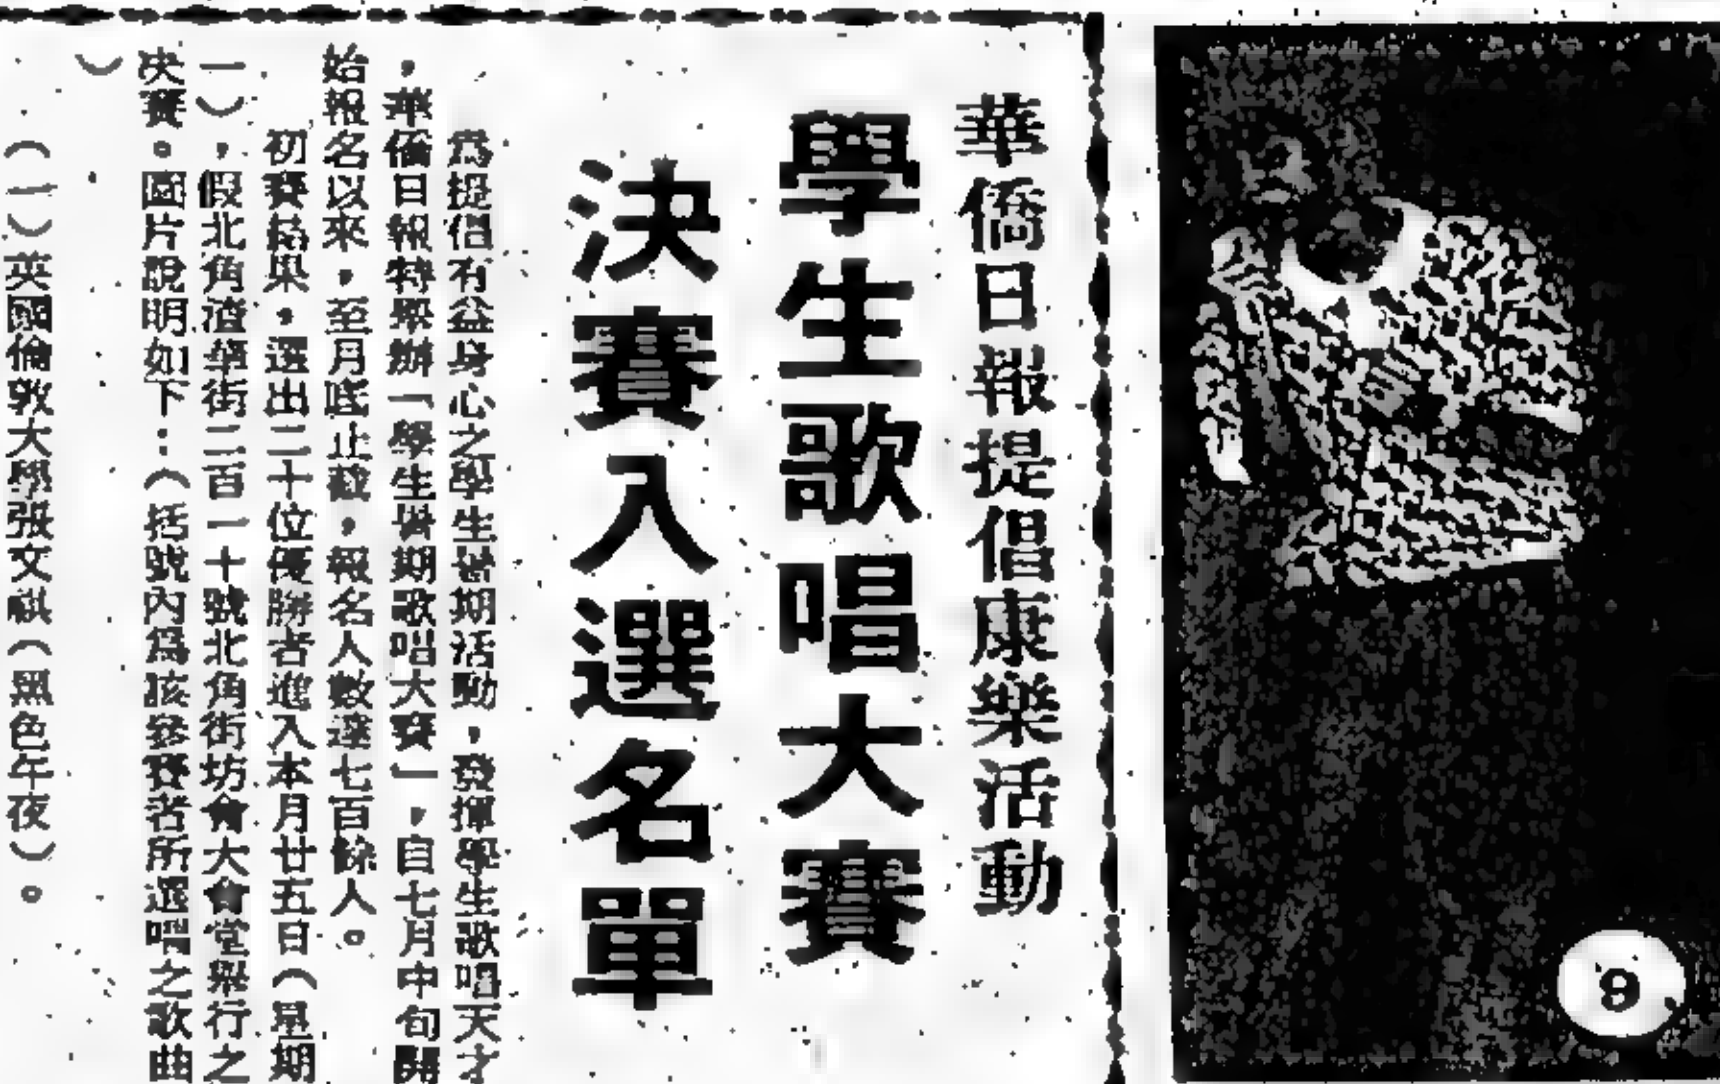 華僑日報提倡康樂活動
學生歌唱大賽
決賽入選名單
爲提倡有益身心之學生暑期活動，發揮學生歌唱天才
，華僑日報特舉辦「學生暑期歌唱大賽」，自七月中旬開
始報名以來，至月底止截，報名人數達七百餘人。
初賽結果，選出二十位優勝者進入本月廿五日（星期
一），假北角渣華街二百一十號北角街坊會大會堂舉行之
決賽。圖片說明如下：（括號內爲該參賽者所選唱之歌曲
）
（一）英國倫敦大學張文祺（黑色午夜）。
9